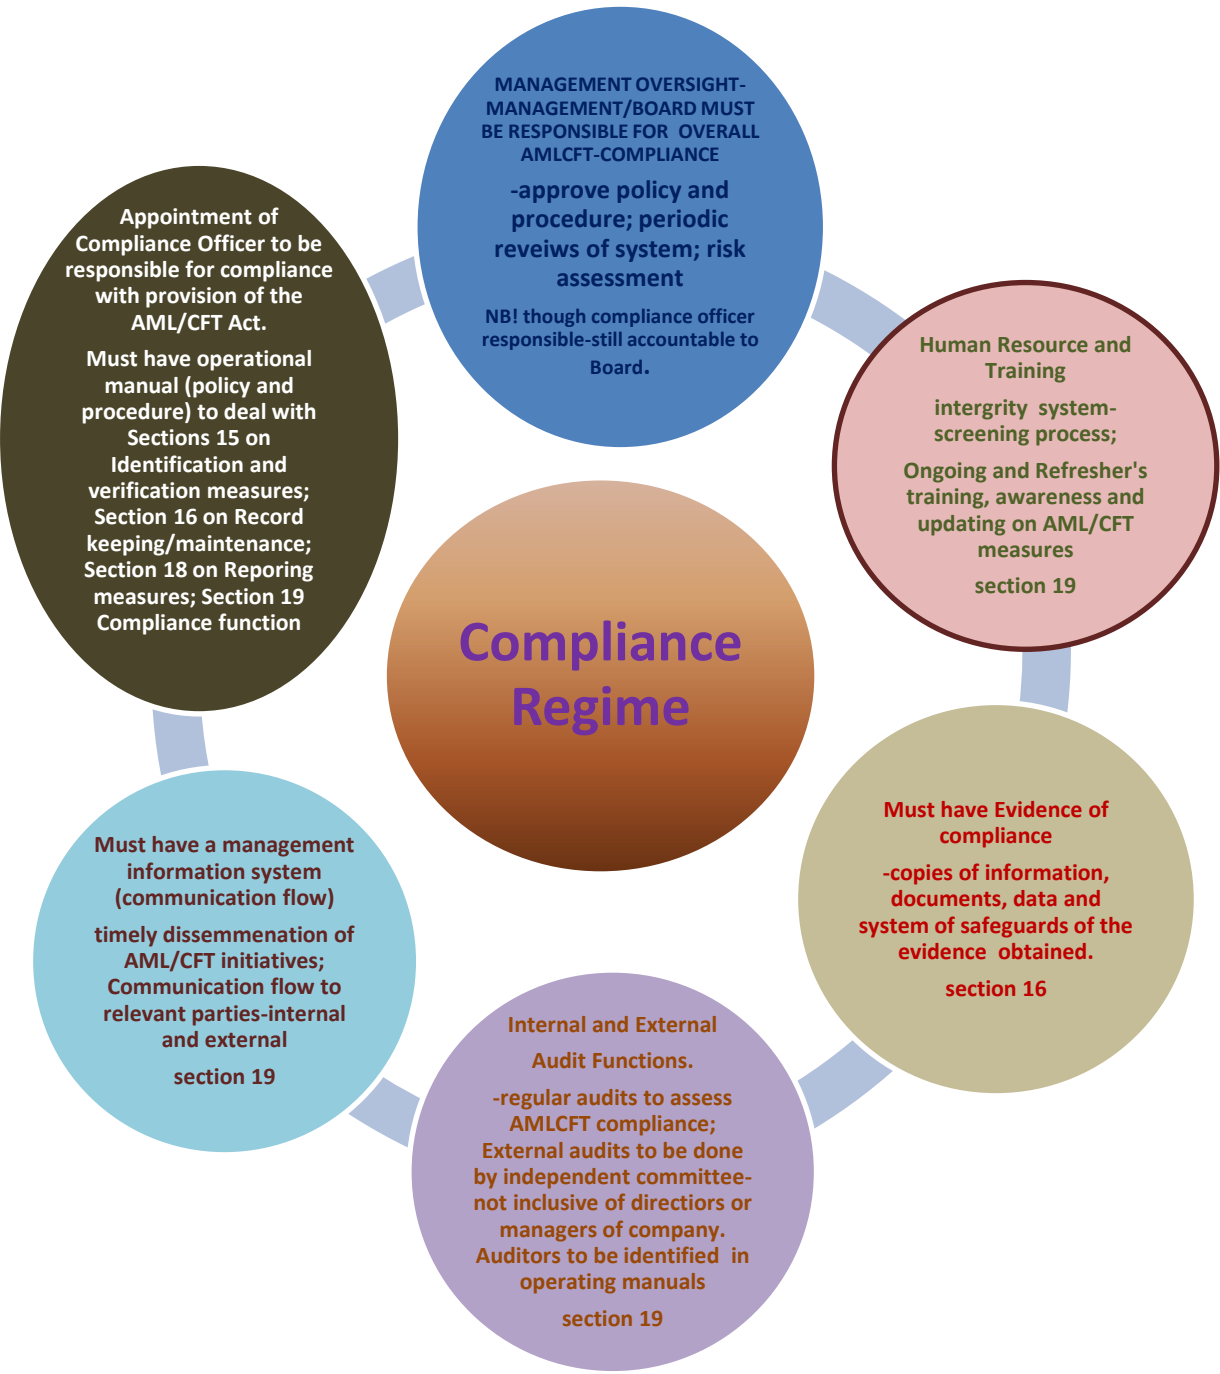 MANAGEMENT OVERSIGHT-
MANAGEMENT/BOARD MUST
BE RESPONSIBLE FOR OVERALL
AMLCFT-COMPLIANCE
-approve policy and
procedure; periodic
reveiws of system; risk
assessment
NB! though compliance officer
responsible-still accountable to
Board.
Human Resource and
Training
intergrity system-
screening process;
Ongoing and Refresher's
training, awareness and
updating on AML/CFT
measures
section 19
Must have Evidence of
compliance
-copies of information,
documents, data and
system of safeguards of the
evidence obtained.
section 16
Internal and External
Audit Functions.
-regular audits to assess
AMLCFT compliance;
External audits to be done
by independent committee-
not inclusive of directiors or
managers of company.
Auditors to be identified in
operating manuals
section 19
Must have a management
information system
(communication flow)
timely dissemmenation of
AML/CFT initiatives;
Communication flow to
relevant parties-internal
and external
section 19
Appointment of
Compliance Officer to be
responsible for compliance
with provision of the
AML/CFT Act.
Must have operational
manual (policy and
procedure) to deal with
Sections 15 on
Identification and
verification measures;
Section 16 on Record
keeping/maintenance;
Section 18 on Reporing
measures; Section 19
Compliance function
Compliance
Regime